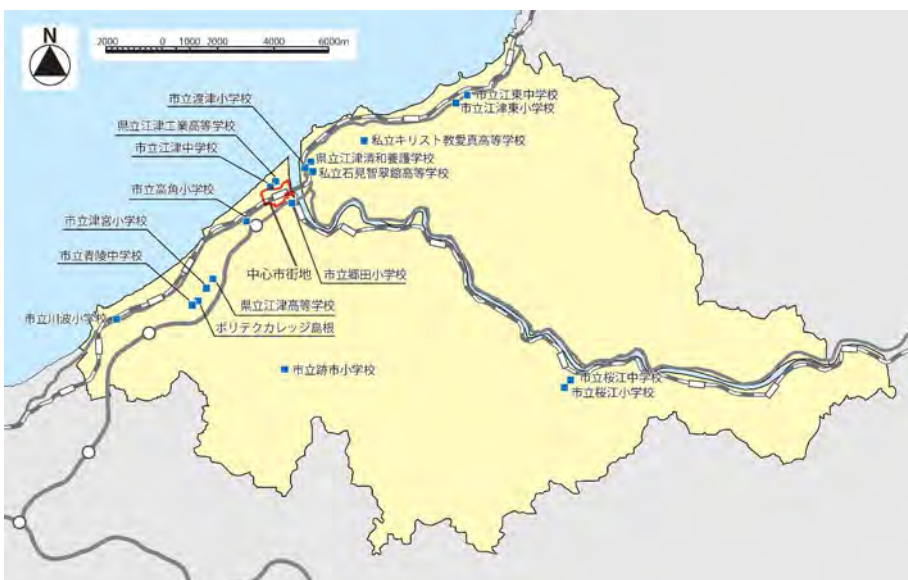 N
2000 0 1000 2000 4000 6000m
市立江東中学校
市立渡津小学校
市立江津東小学校
県立江津工業高等学校
私立キリスト教愛真高等学校
市立江津中学校
県立江津清和養護学校
私立石見智翠館高等学校
市立高角小学校
市立津宮小学校
市立青陵中学校
中心市街地
市立郷田小学校
県立江津高等学校
市立川波小学校
ポリテクカレッジ島根
市立跡市小学校
市立桜江中学校
市立桜江小学校